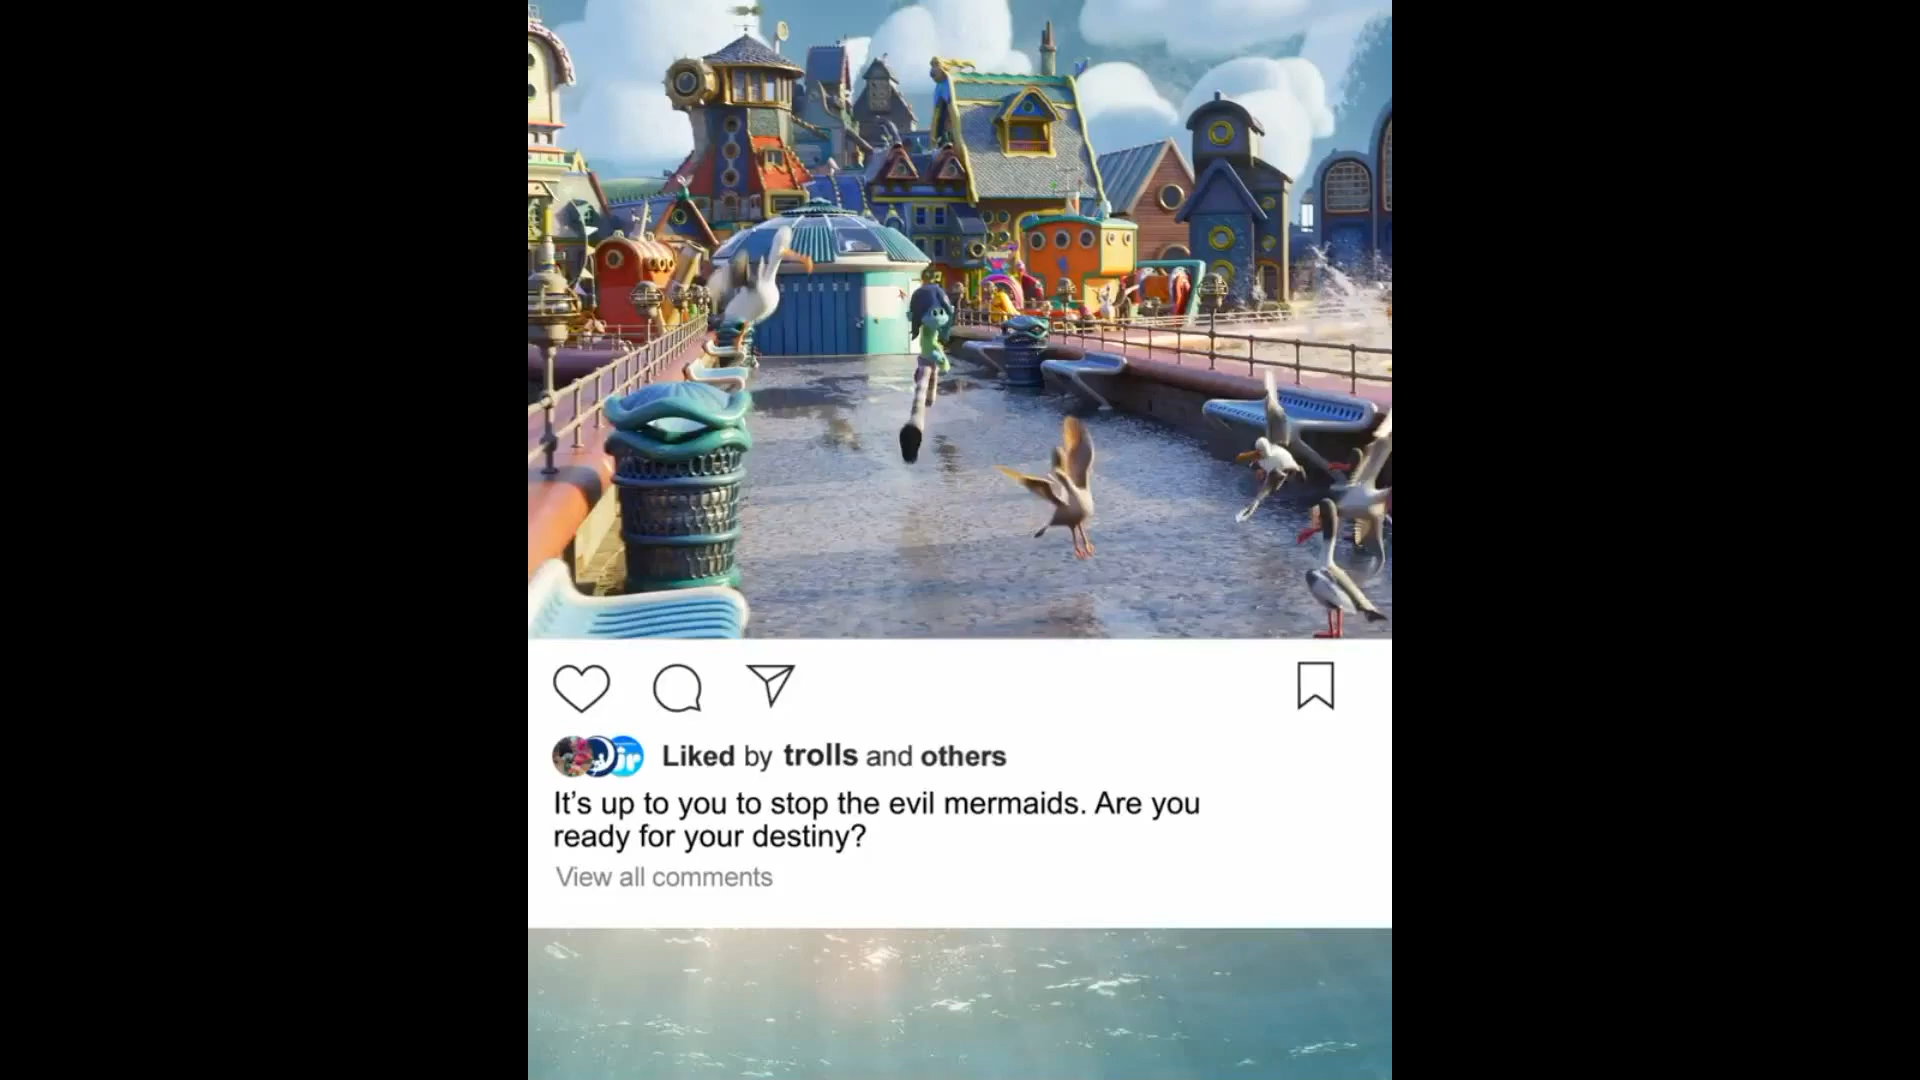 jr
Liked by trolls and others
It’s up to you to stop the evil mermaids. Are you
ready for your destiny?
View all comments